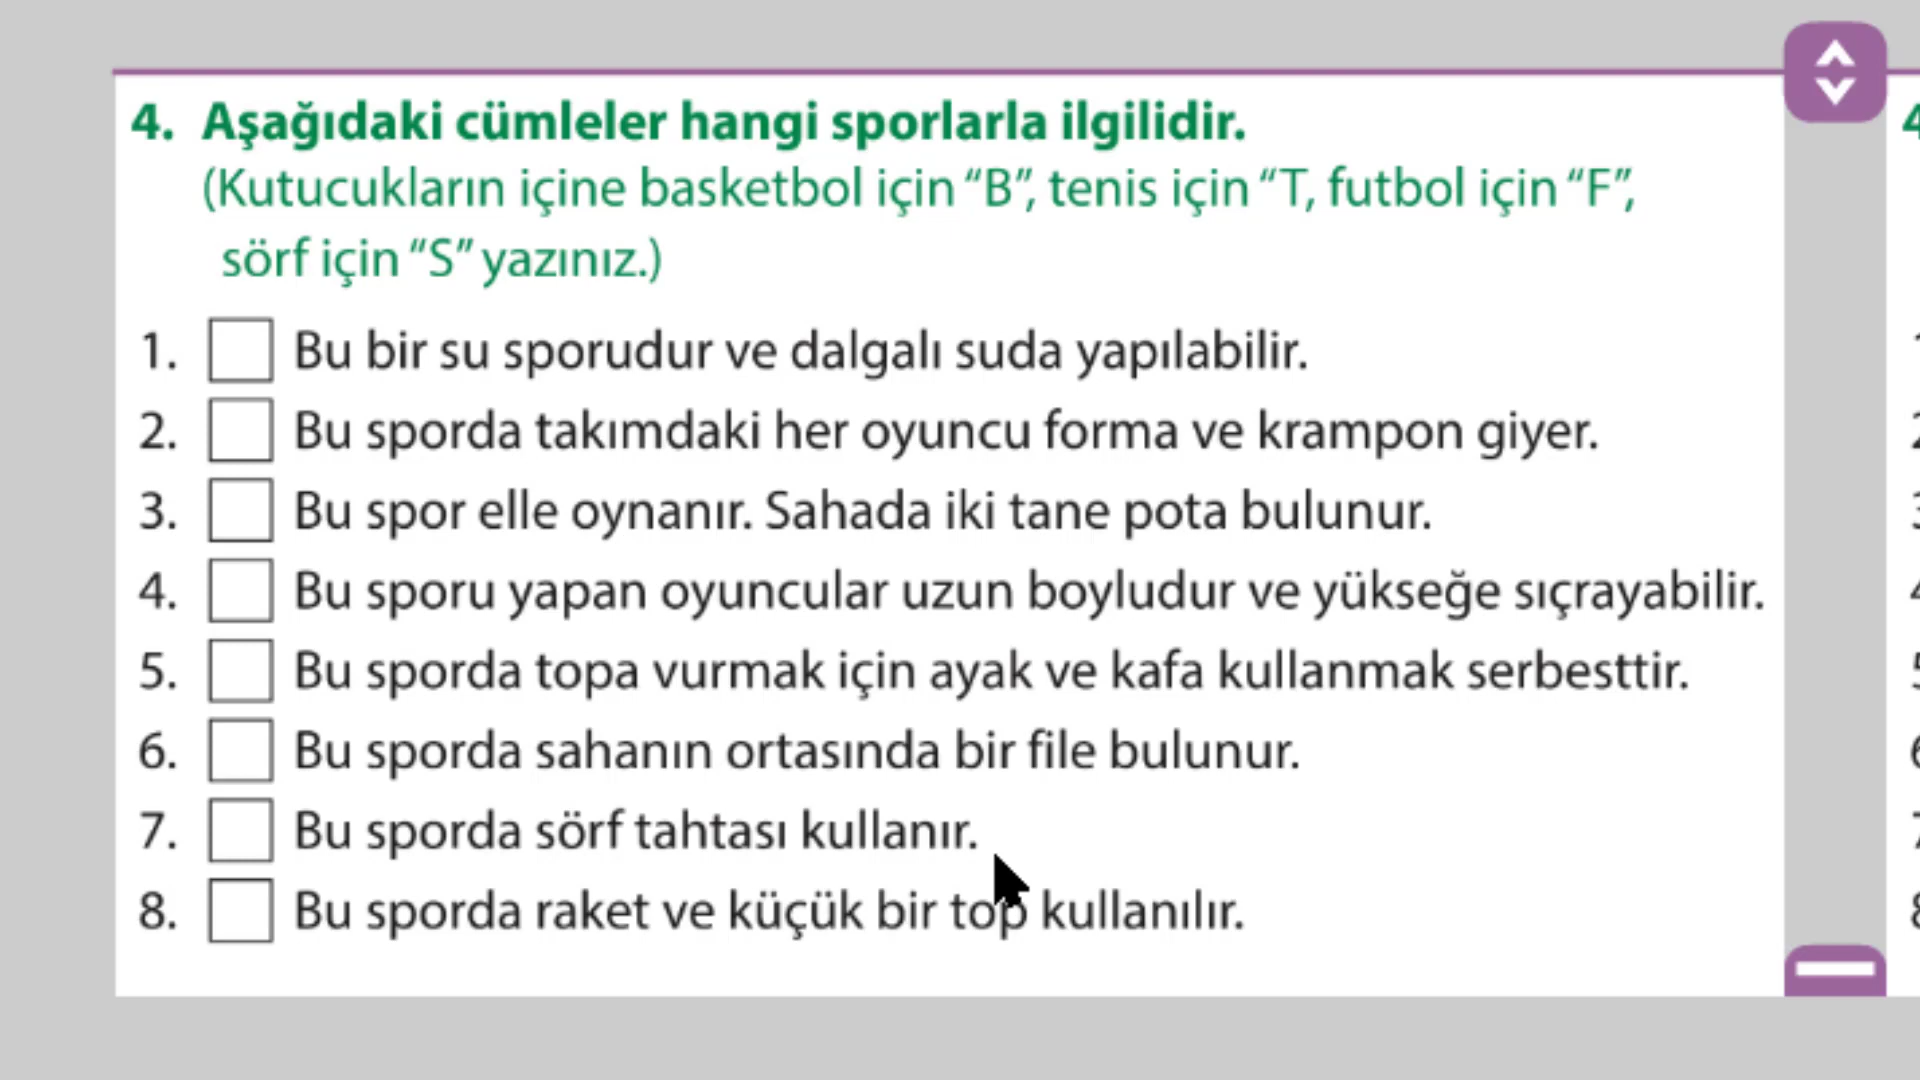 4. Aşağıdaki cümleler hangi sporlarla ilgilidir.
(Kutucukların içine basketbol için “B”, tenis için “T, futbol için “F”,
sörf için “S” yazınız.)
1. Bu bir su sporudur ve dalgalı suda yapılabilir.
2. Bu sporda takımdaki her oyuncu forma ve krampon giyer.
3. Bu spor elle oynanır. Sahada iki tane pota bulunur.
4. Bu sporu yapan oyuncular uzun boyludur ve yükseğe sıçrayabilir.
5. Bu sporda topa vurmak için ayak ve kafa kullanmak serbesttir.
6. Bu sporda sahanın ortasında bir file bulunur.
7. Bu sporda sörf tahtası kullanır.
8. Bu sporda raket ve küçük bir top kullanılır.